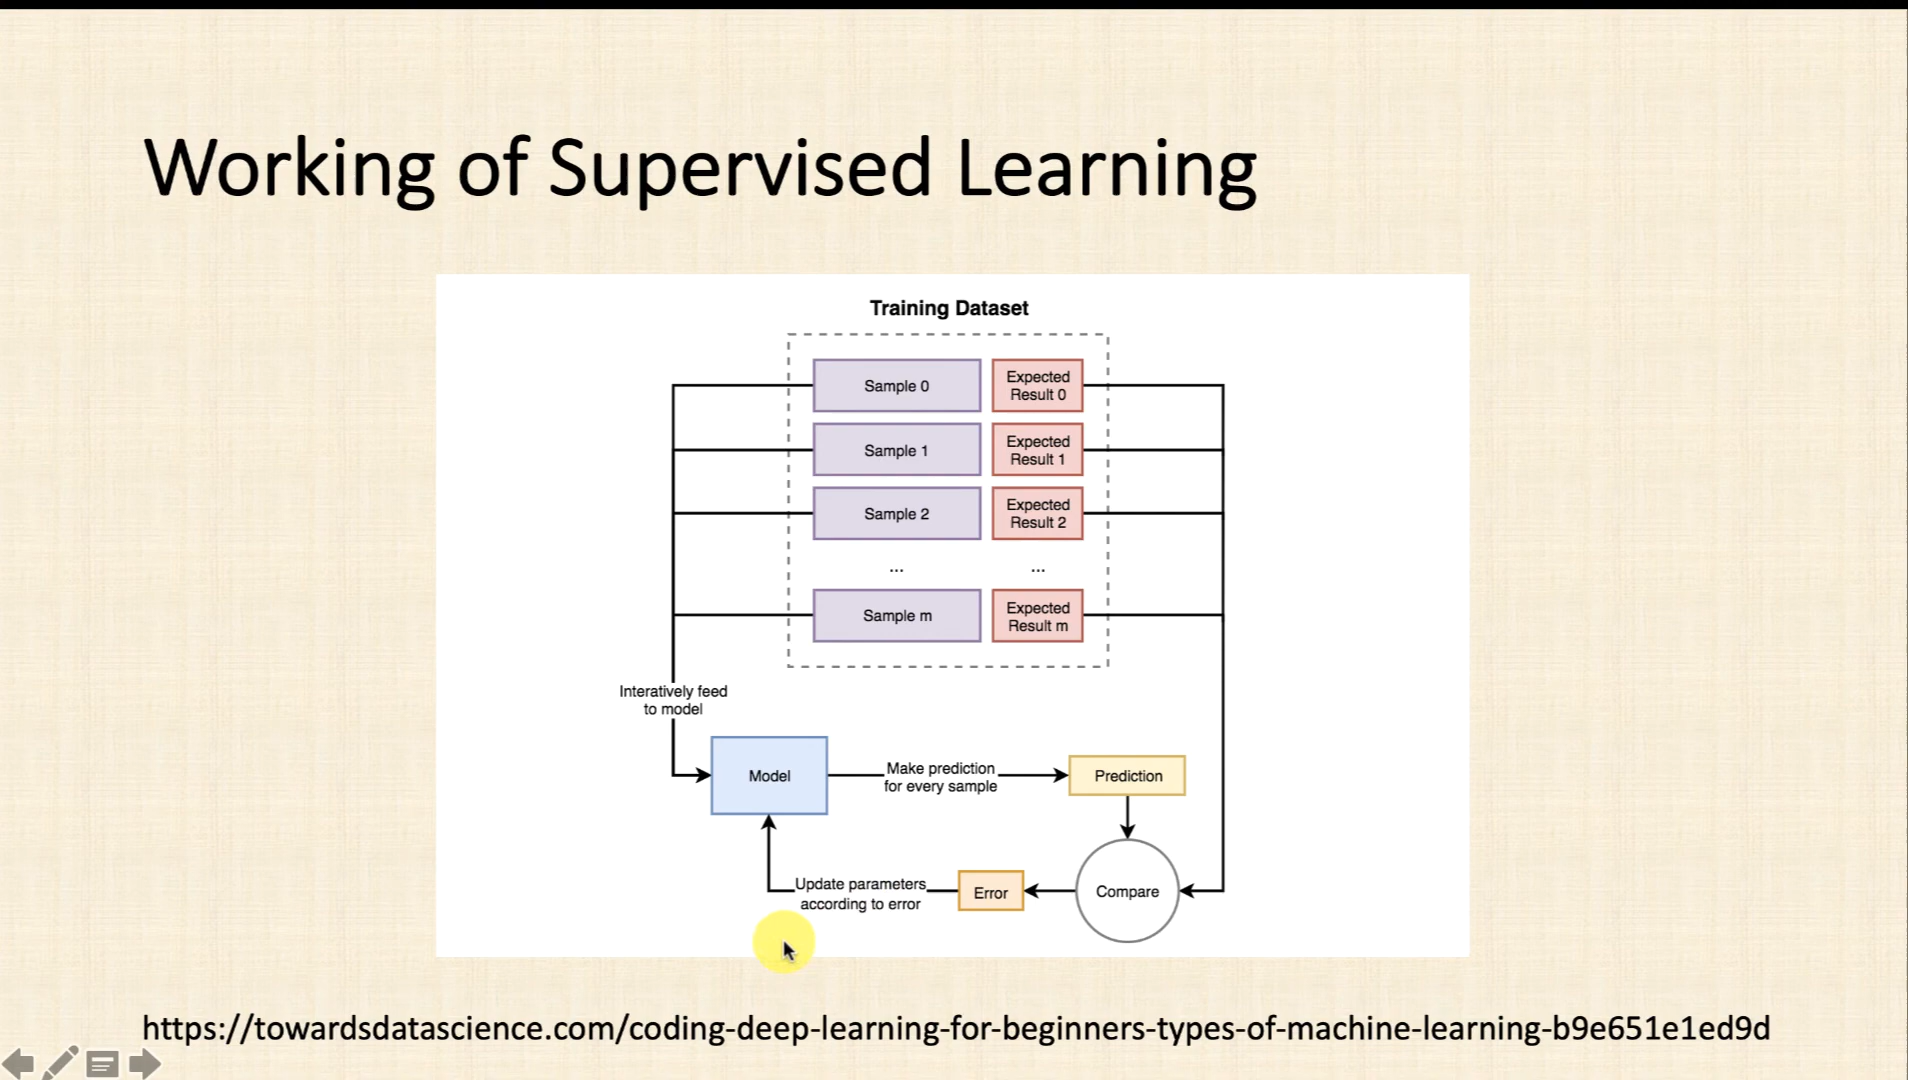 Working of Supervised Learning
Training Dataset
Sample 0
Expected
Result 0
Sample 1
Expected
Result 1
Sample 2
Expected
Result 2
...
...
Sample m
Expected
Result m
Interatively feed
to model
Model
Make prediction
for every sample
Prediction
Compare
Error
Update parameters
according to error
https://towardsdatascience.com/coding-deep-learning-for-beginners-types-of-machine-learning-b9e651e1ed9d